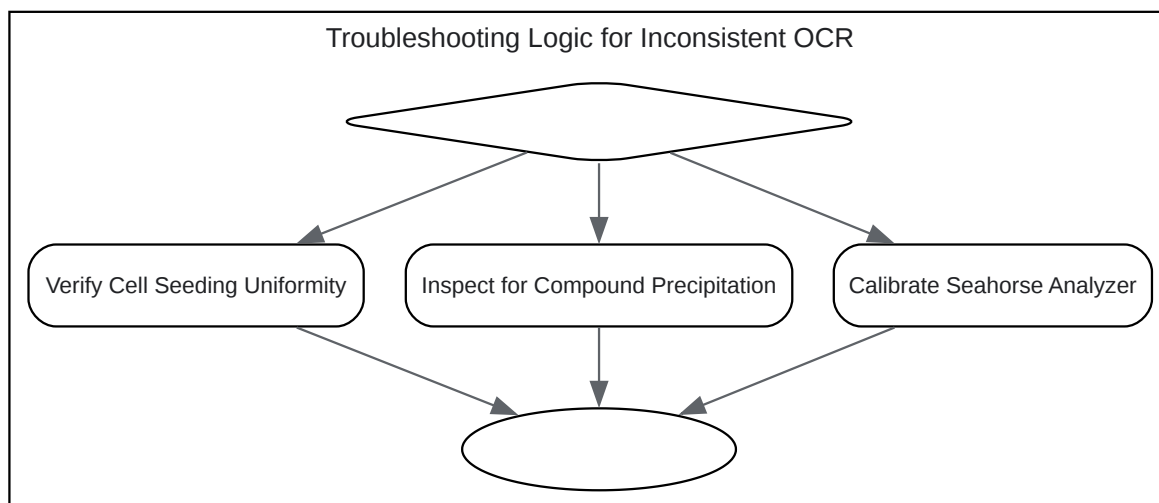 Troubleshooting Logic for Inconsistent OCR
Verify Cell Seeding Uniformity
Inspect for Compound Precipitation
Calibrate Seahorse Analyzer